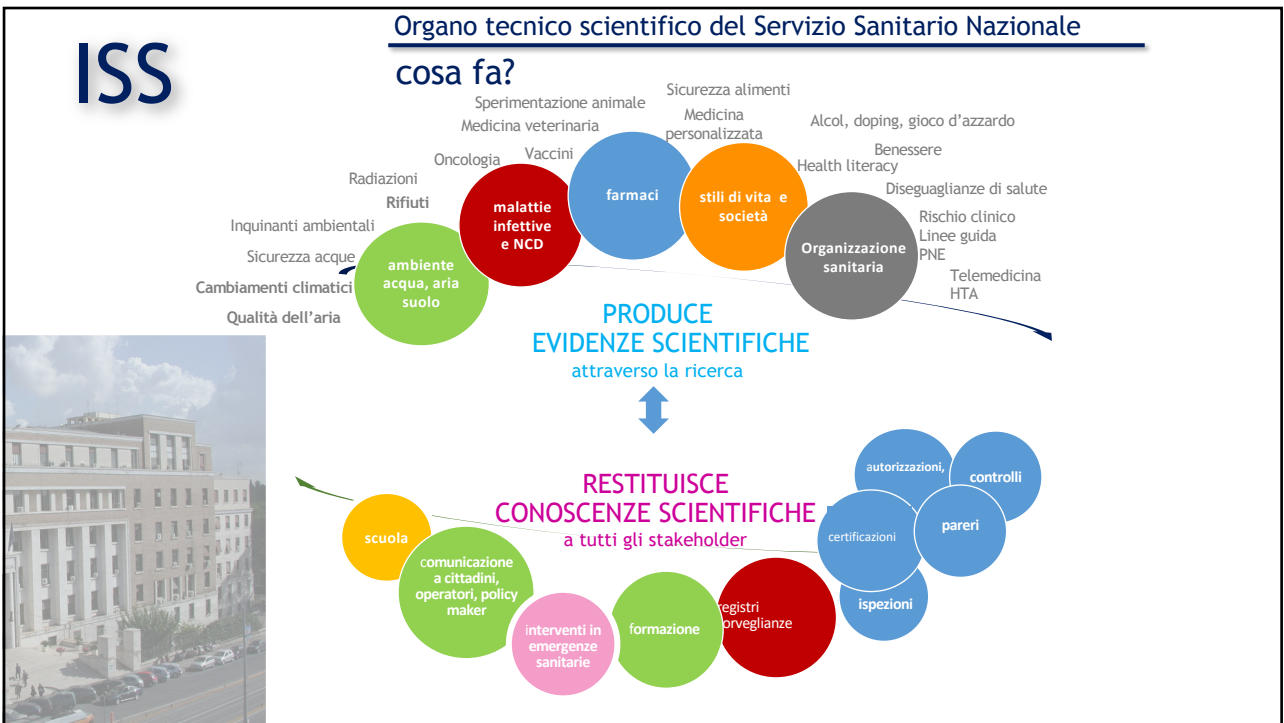 ISS
Organo tecnico scientifico del Servizio Sanitario Nazionale
cosa fa?
Sicurezza alimenti
Sperimentazione animale
Medicina
personalizzata
Medicina veterinaria
Alcol, doping, gioco d’azzardo
Vaccini
Benessere
Oncologia
Health literacy
Radiazioni
Diseguaglianze di salute
Rifiuti
Inquinanti ambientali
Rischio clinico
Linee guida
PNE
Sicurezza acque
Telemedicina
HTA
Cambiamenti climatici
Qualità dell’aria
ambiente
acqua, aria
suolo
malattie
infettive
e NCD
farmaci
stili di vita e
società
Organizzazione
sanitaria
PRODUCE
EVIDENZE SCIENTIFICHE
attraverso la ricerca
RESTITUISCE
CONOSCENZE SCIENTIFICHE
a tutti gli stakeholder
scuola
comunicazione
a cittadini,
operatori, policy
maker
interventi in
emergenze
sanitarie
formazione
registri
orveglianze
autorizzazioni,
controlli
certificazioni
pareri
ispezioni